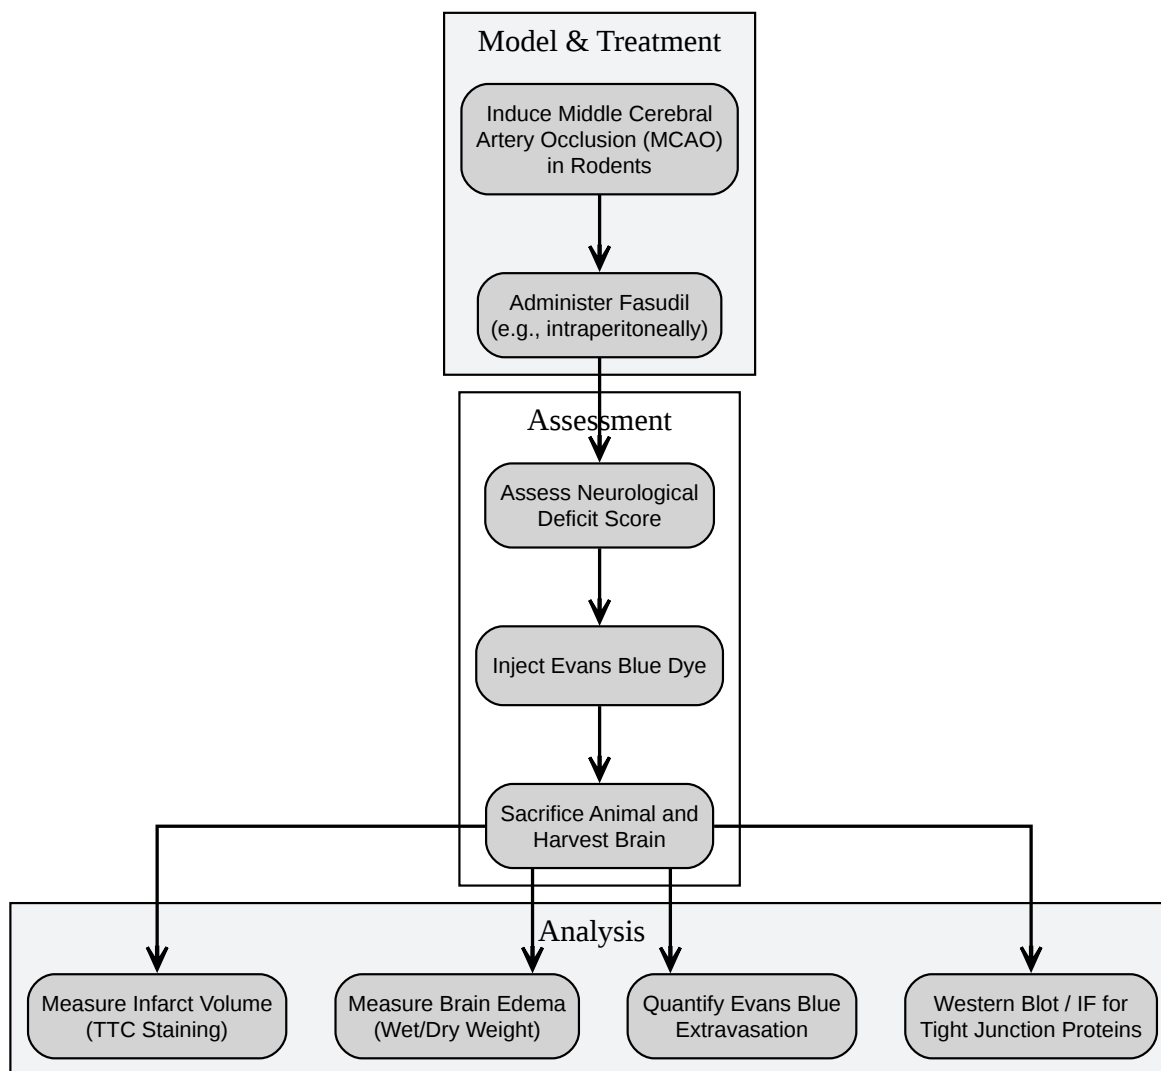 Model & Treatment
Induce Middle Cerebral
Artery Occlusion (MCAO)
in Rodents
Administer Fasudil
(e.g., intraperitoneally)
Assessment
Assess Neurological
Deficit Score
Inject Evans Blue Dye
Sacrifice Animal and
Harvest Brain
Analysis
Measure Infarct Volume
(TTC Staining)
Measure Brain Edema
(Wet/Dry Weight)
Quantify Evans Blue
Extravasation
Western Blot / IF for
Tight Junction Proteins